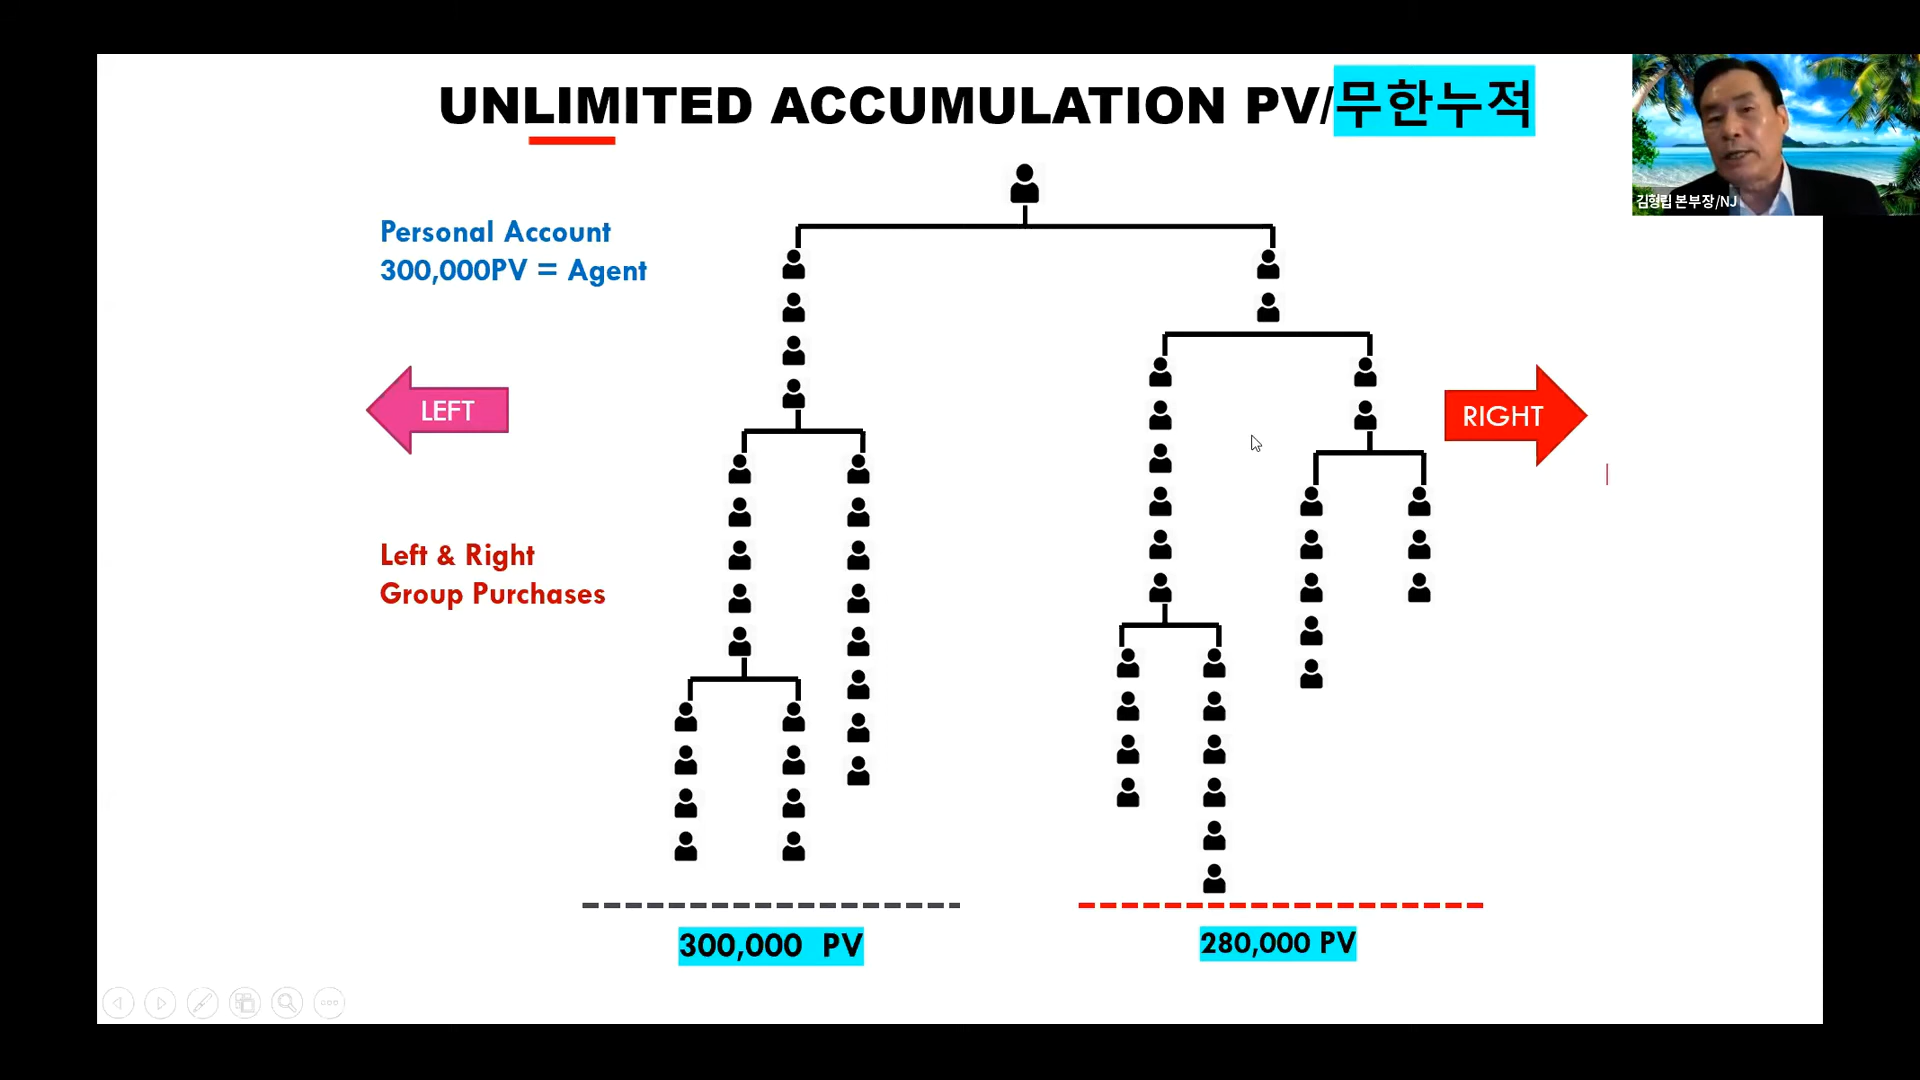 UNLIMITED ACCUMULATION PV/무한누적
김형립 본부장/NJ
Personal Account
300,000PV = Agent
LEFT
RIGHT
Left & Right
Group Purchases
300,000 PV
280,000 PV